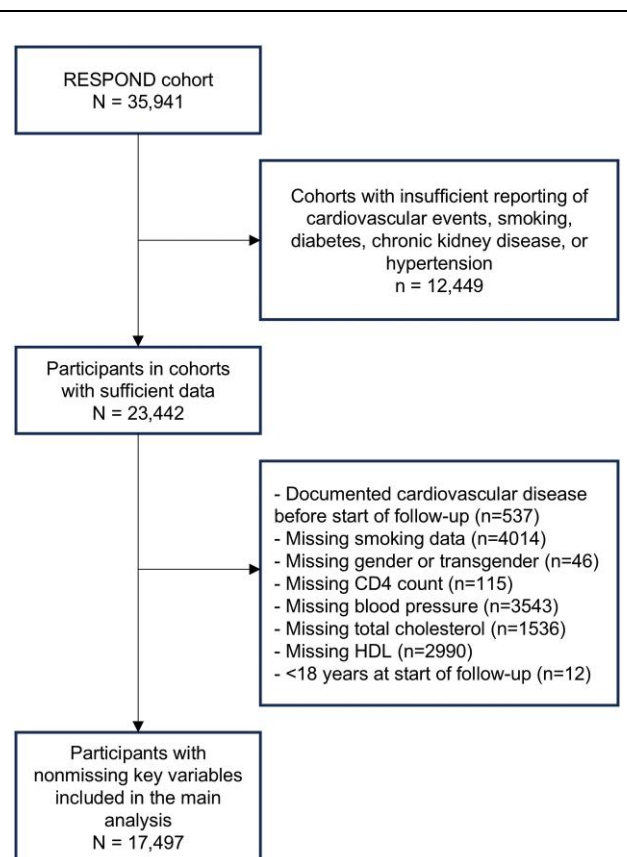 RESPOND cohort
N = 35,941
Cohorts with insufficient reporting of
cardiovascular events, smoking,
diabetes, chronic kidney disease, or
hypertension
n = 12,449
Participants in cohorts
with sufficient data
N = 23,442
- Documented cardiovascular disease
before start of follow-up (n=537)
- Missing smoking data (n=4014)
- Missing gender or transgender (n=46)
- Missing CD4 count (n=115)
- Missing blood pressure (n=3543)
- Missing total cholesterol (n=1536)
- Missing HDL (n=2990)
- <18 years at start of follow-up (n=12)
Participants with
nonmissing key variables
included in the main
analysis
N = 17,497